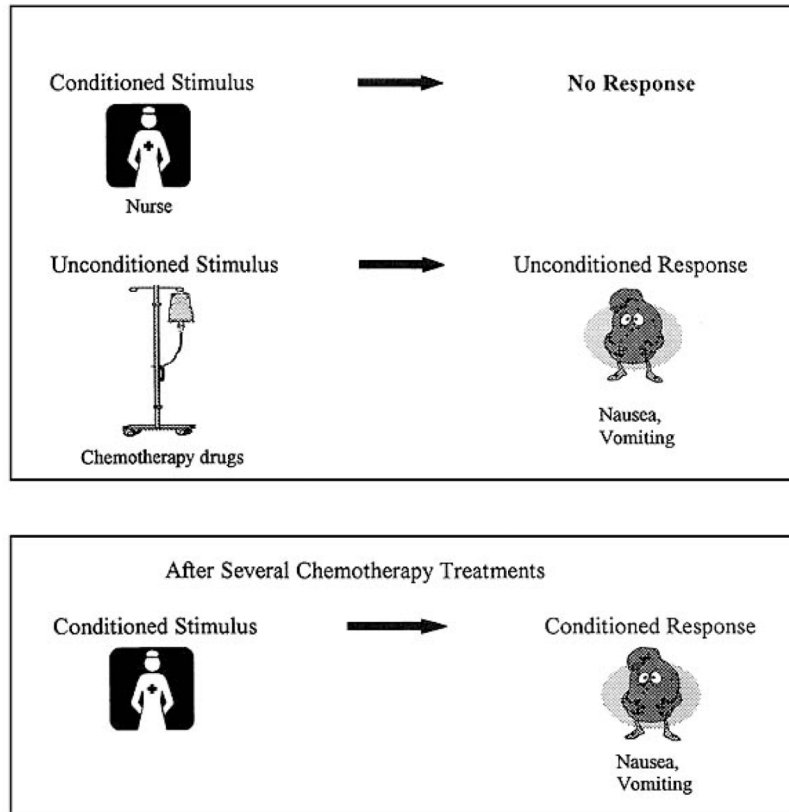 Conditioned Stimulus
No Response
Nurse
Unconditioned Stimulus
Unconditioned Response
Chemotherapy drugs
Nausea,
Vomiting
After Several Chemotherapy Treatments
Conditioned Stimulus
Conditioned Response
Nausea,
Vomiting